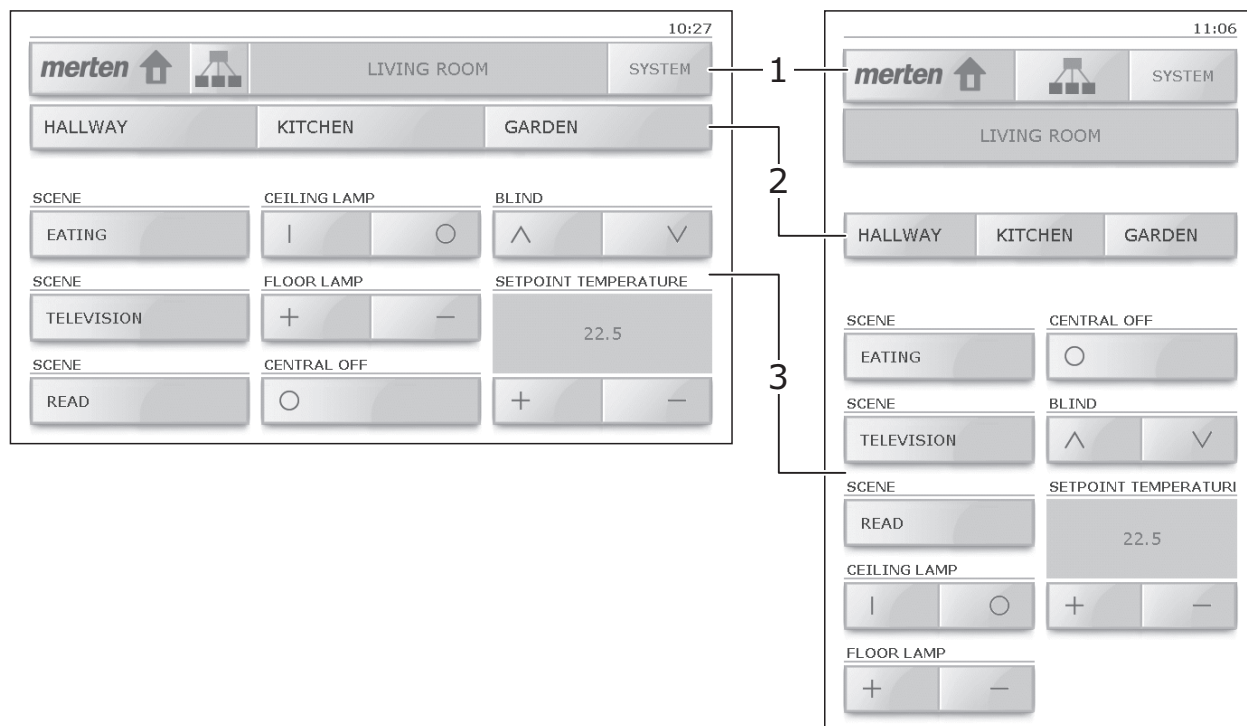 10:27
merten LIVING ROOM SYSTEM
HALLWAY KITCHEN GARDEN
SCENE CEILING LAMP BLIND
EATING | ○ ∧ ∨
SCENE FLOOR LAMP SETPOINT TEMPERATURE
TELEVISION + − 22.5
SCENE CENTRAL OFF
READ ○ + −
1
2
3
11:06
merten SYSTEM
LIVING ROOM
HALLWAY KITCHEN GARDEN
SCENE CENTRAL OFF
EATING ○
SCENE BLIND
TELEVISION ∧ ∨
SCENE SETPOINT TEMPERATURI
READ 22.5
CEILING LAMP
| ○ + −
FLOOR LAMP
+ −